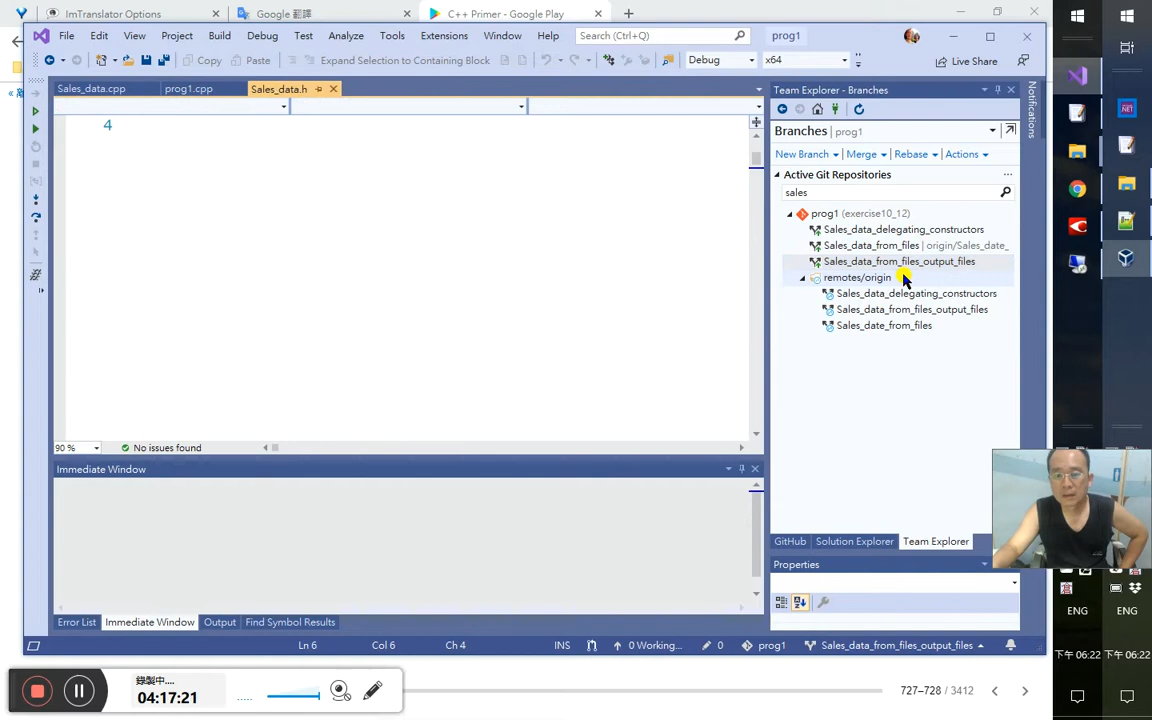 ImTranslator Options
Google 翻譯
C++ Primer - Google Play
File Edit View Project Build Debug Test Analyze Tools Extensions Window Help Search (Ctrl+Q) prog1
Copy Paste Expand Selection to Containing Block Debug x64 Live Share
Sales_data.cpp prog1.cpp Sales_data.h
4
90 % No issues found
Immediate Window
Error List Immediate Window Output Find Symbol Results
Team Explorer - Branches
Branches | prog1
New Branch Merge Rebase Actions
Active Git Repositories
sales
prog1 (exercise10_12)
Sales_data_delegating_constructors
Sales_data_from_files | origin/Sales_date_
Sales_data_from_files_output_files
remotes/origin
Sales_data_delegating_constructors
Sales_data_from_files_output_files
Sales_date_from_files
GitHub Solution Explorer Team Explorer
Properties
Notifications
Ln 6 Col 6 Ch 4 INS 0 Working... 0 prog1 Sales_data_from_files_output_files
錄製中....
04:17:21
727–728 / 3412
ENG ENG
下午 06:22 下午 06:22